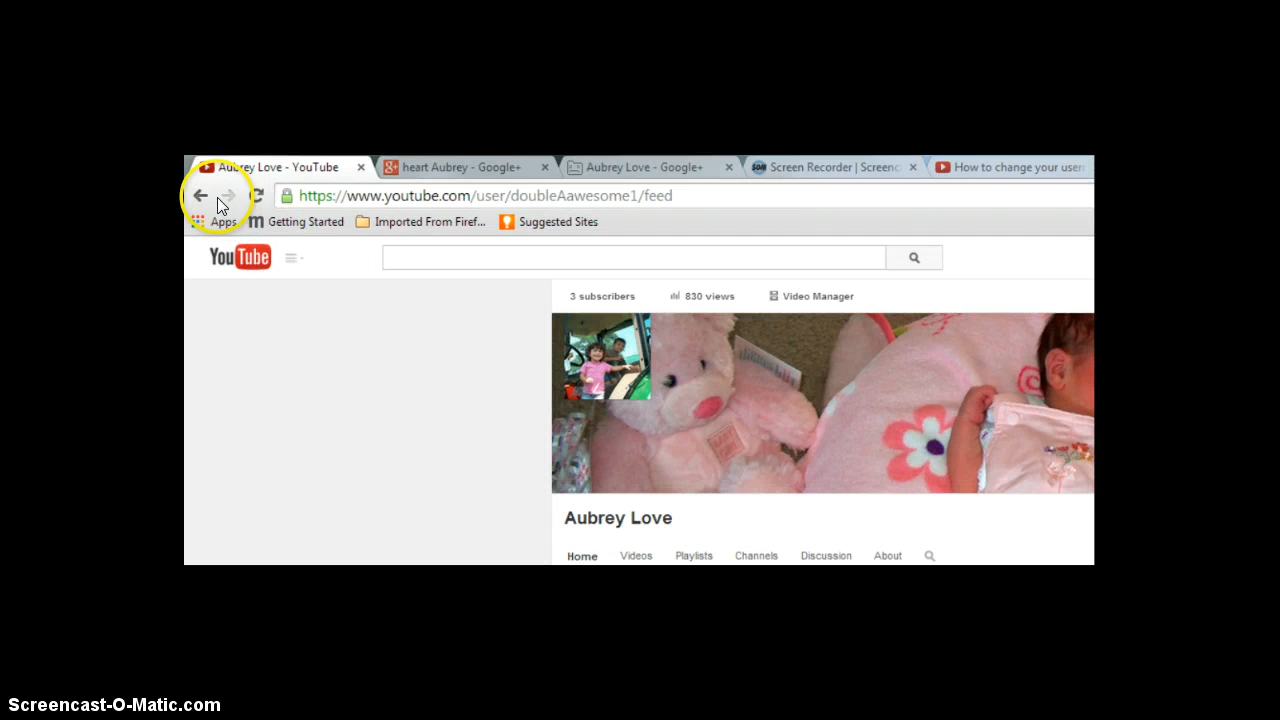 Aubrey Love - YouTube
heart Aubrey - Google+
Aubrey Love - Google+
Screen Recorder | Screenc
How to change your user
https://www.youtube.com/user/doubleAawesome1/feed
Apps
Getting Started
Imported From Firef...
Suggested Sites
YouTube
3 subscribers
830 views
Video Manager
Aubrey Love
Home Videos Playlists Channels Discussion About
Screencast-O-Matic.com